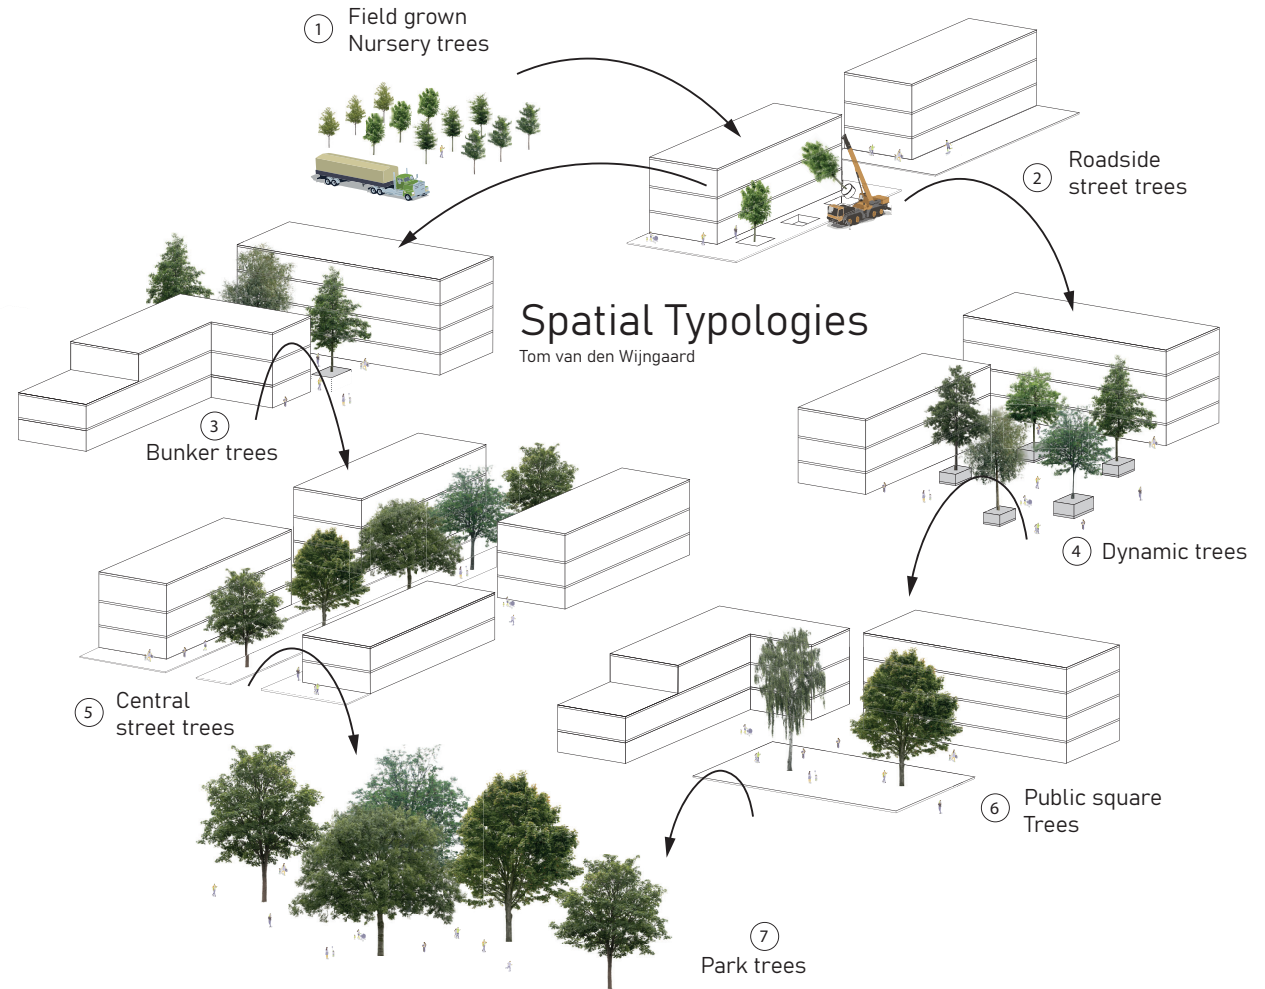 1
Field grown
Nursery trees
2
Roadside
street trees
Spatial Typologies
Tom van den Wijngaard
3
Bunker trees
4
Dynamic trees
5
Central
street trees
6
Public square
Trees
7
Park trees